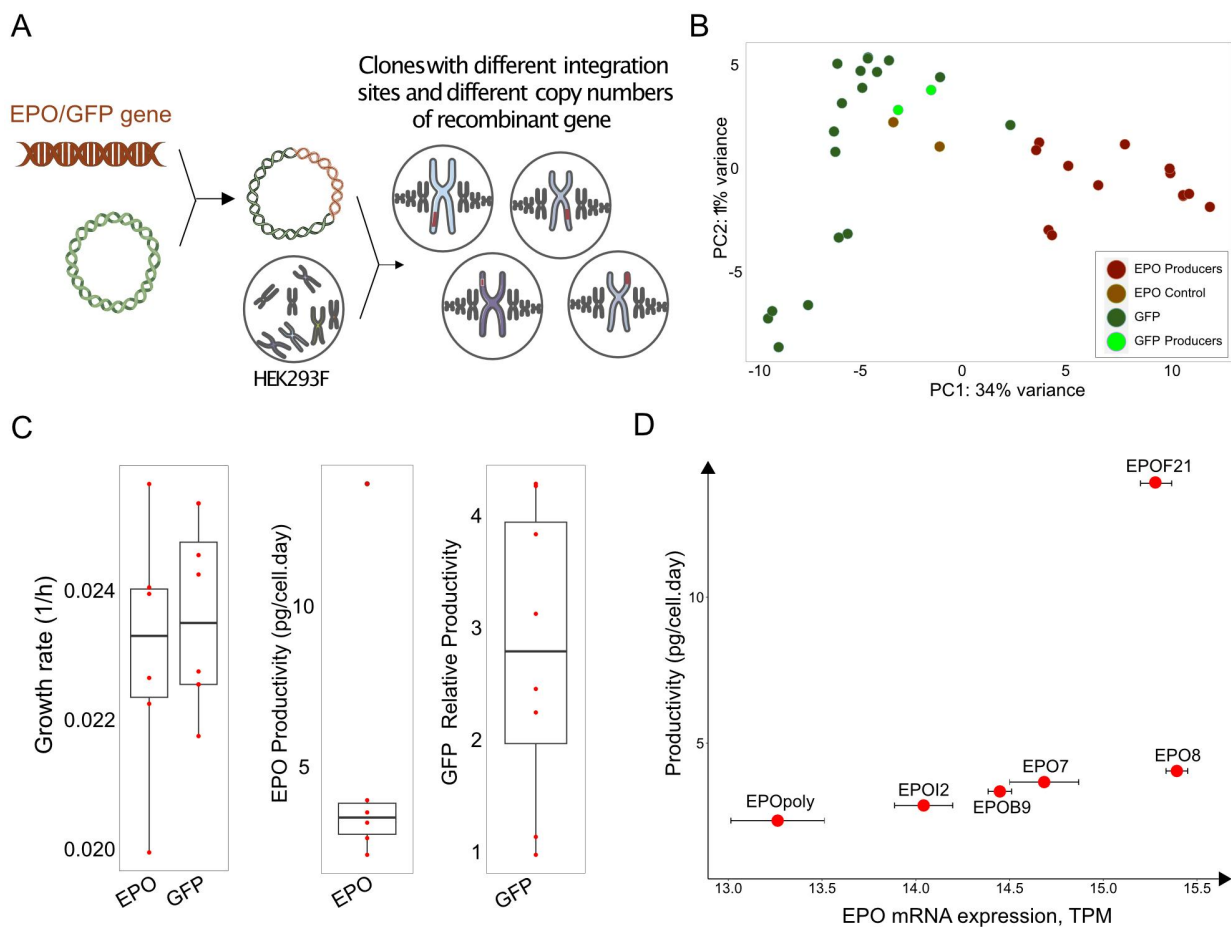 A
EPO/GFP gene
HEK293F
Clones with different integration
sites and different copy numbers
of recombinant gene
B
PC2: 11% variance
5
0
-5
-10
-5
0
5
10
PC1: 34% variance
EPO Producers
EPO Control
GFP
GFP Producers
C
Growth rate (1/h)
0.024
0.022
0.020
EPO
GFP
EPO Productivity (pg/cell.day)
10
5
EPO
GFP Relative Productivity
4
3
2
1
GFP
D
Productivity (pg/cell.day)
10
5
EPOF21
EPO8
EPO7
EPOB9
EPOI2
EPOpoly
13.0
13.5
14.0
14.5
15.0
15.5
EPO mRNA expression, TPM